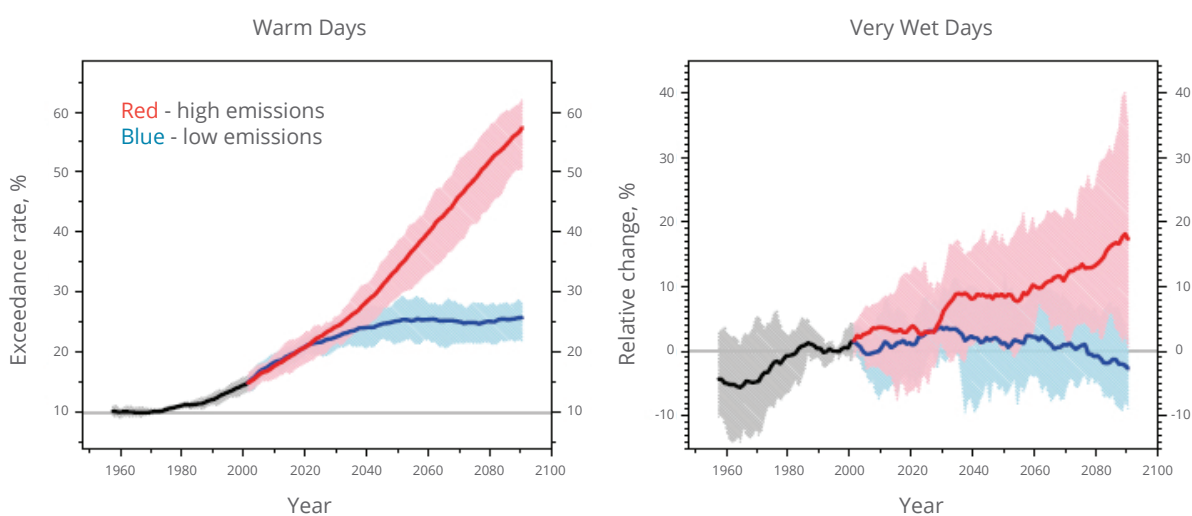 Warm Days
Red - high emissions
Blue - low emissions
Exceedance rate, %
60
50
40
30
20
10
60
50
40
30
20
10
1960 1980 2000 2020 2040 2060 2080 2100
Year
Very Wet Days
Relative change, %
40
30
20
10
0
-10
40
30
20
10
0
-10
1960 1980 2000 2020 2040 2060 2080 2100
Year